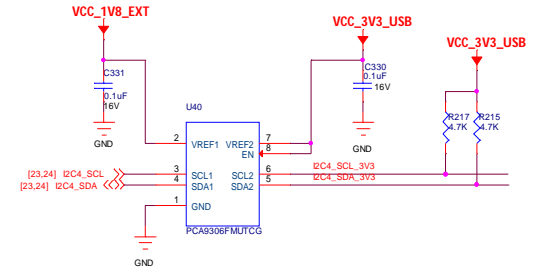 VCC_1V8_EXT
VCC_3V3_USB
VCC_3V3_USB
C331
0.1uF
16V
C330
0.1uF
16V
GND
GND
U40
2 VREF1 VREF2 7
EN 8
R217 R215
4.7K 4.7K
[23,24] I2C4_SCL 3 SCL1 SCL2 6 I2C4_SCL_3V3
[23,24] I2C4_SDA 4 SDA1 SDA2 5 I2C4_SDA_3V3
1 GND
PCA9306FMUTCG
GND